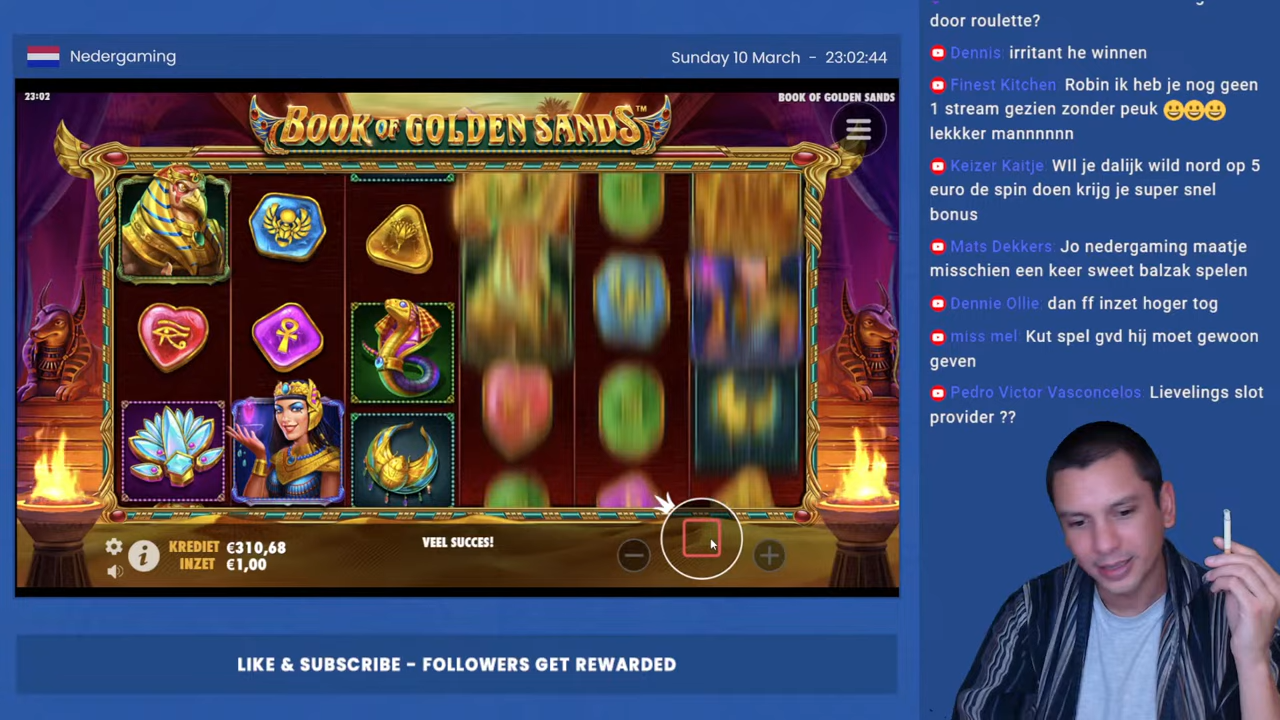 door roulette?
Nedergaming
Sunday 10 March - 23:02:44
Dennis: irritant he winnen
Finest Kitchen: Robin ik heb je nog geen
1 stream gezien zonder peuk 😀😀😀
lekkker mannnnnn
Keizer Kaitje: WIl je dalijk wild nord op 5
euro de spin doen krijg je super snel
bonus
Mats Dekkers: Jo nedergaming maatje
misschien een keer sweet balzak spelen
Dennie Ollie: dan ff inzet hoger tog
miss mel: Kut spel gvd hij moet gewoon
geven
Pedro Victor Vasconcelos: Lievelings slot
provider ??
23:02
BOOK OF GOLDEN SANDS
BOOK OF GOLDEN SANDS™
KREDIET €310,68
INZET €1,00
VEEL SUCCES!
LIKE & SUBSCRIBE - FOLLOWERS GET REWARDED